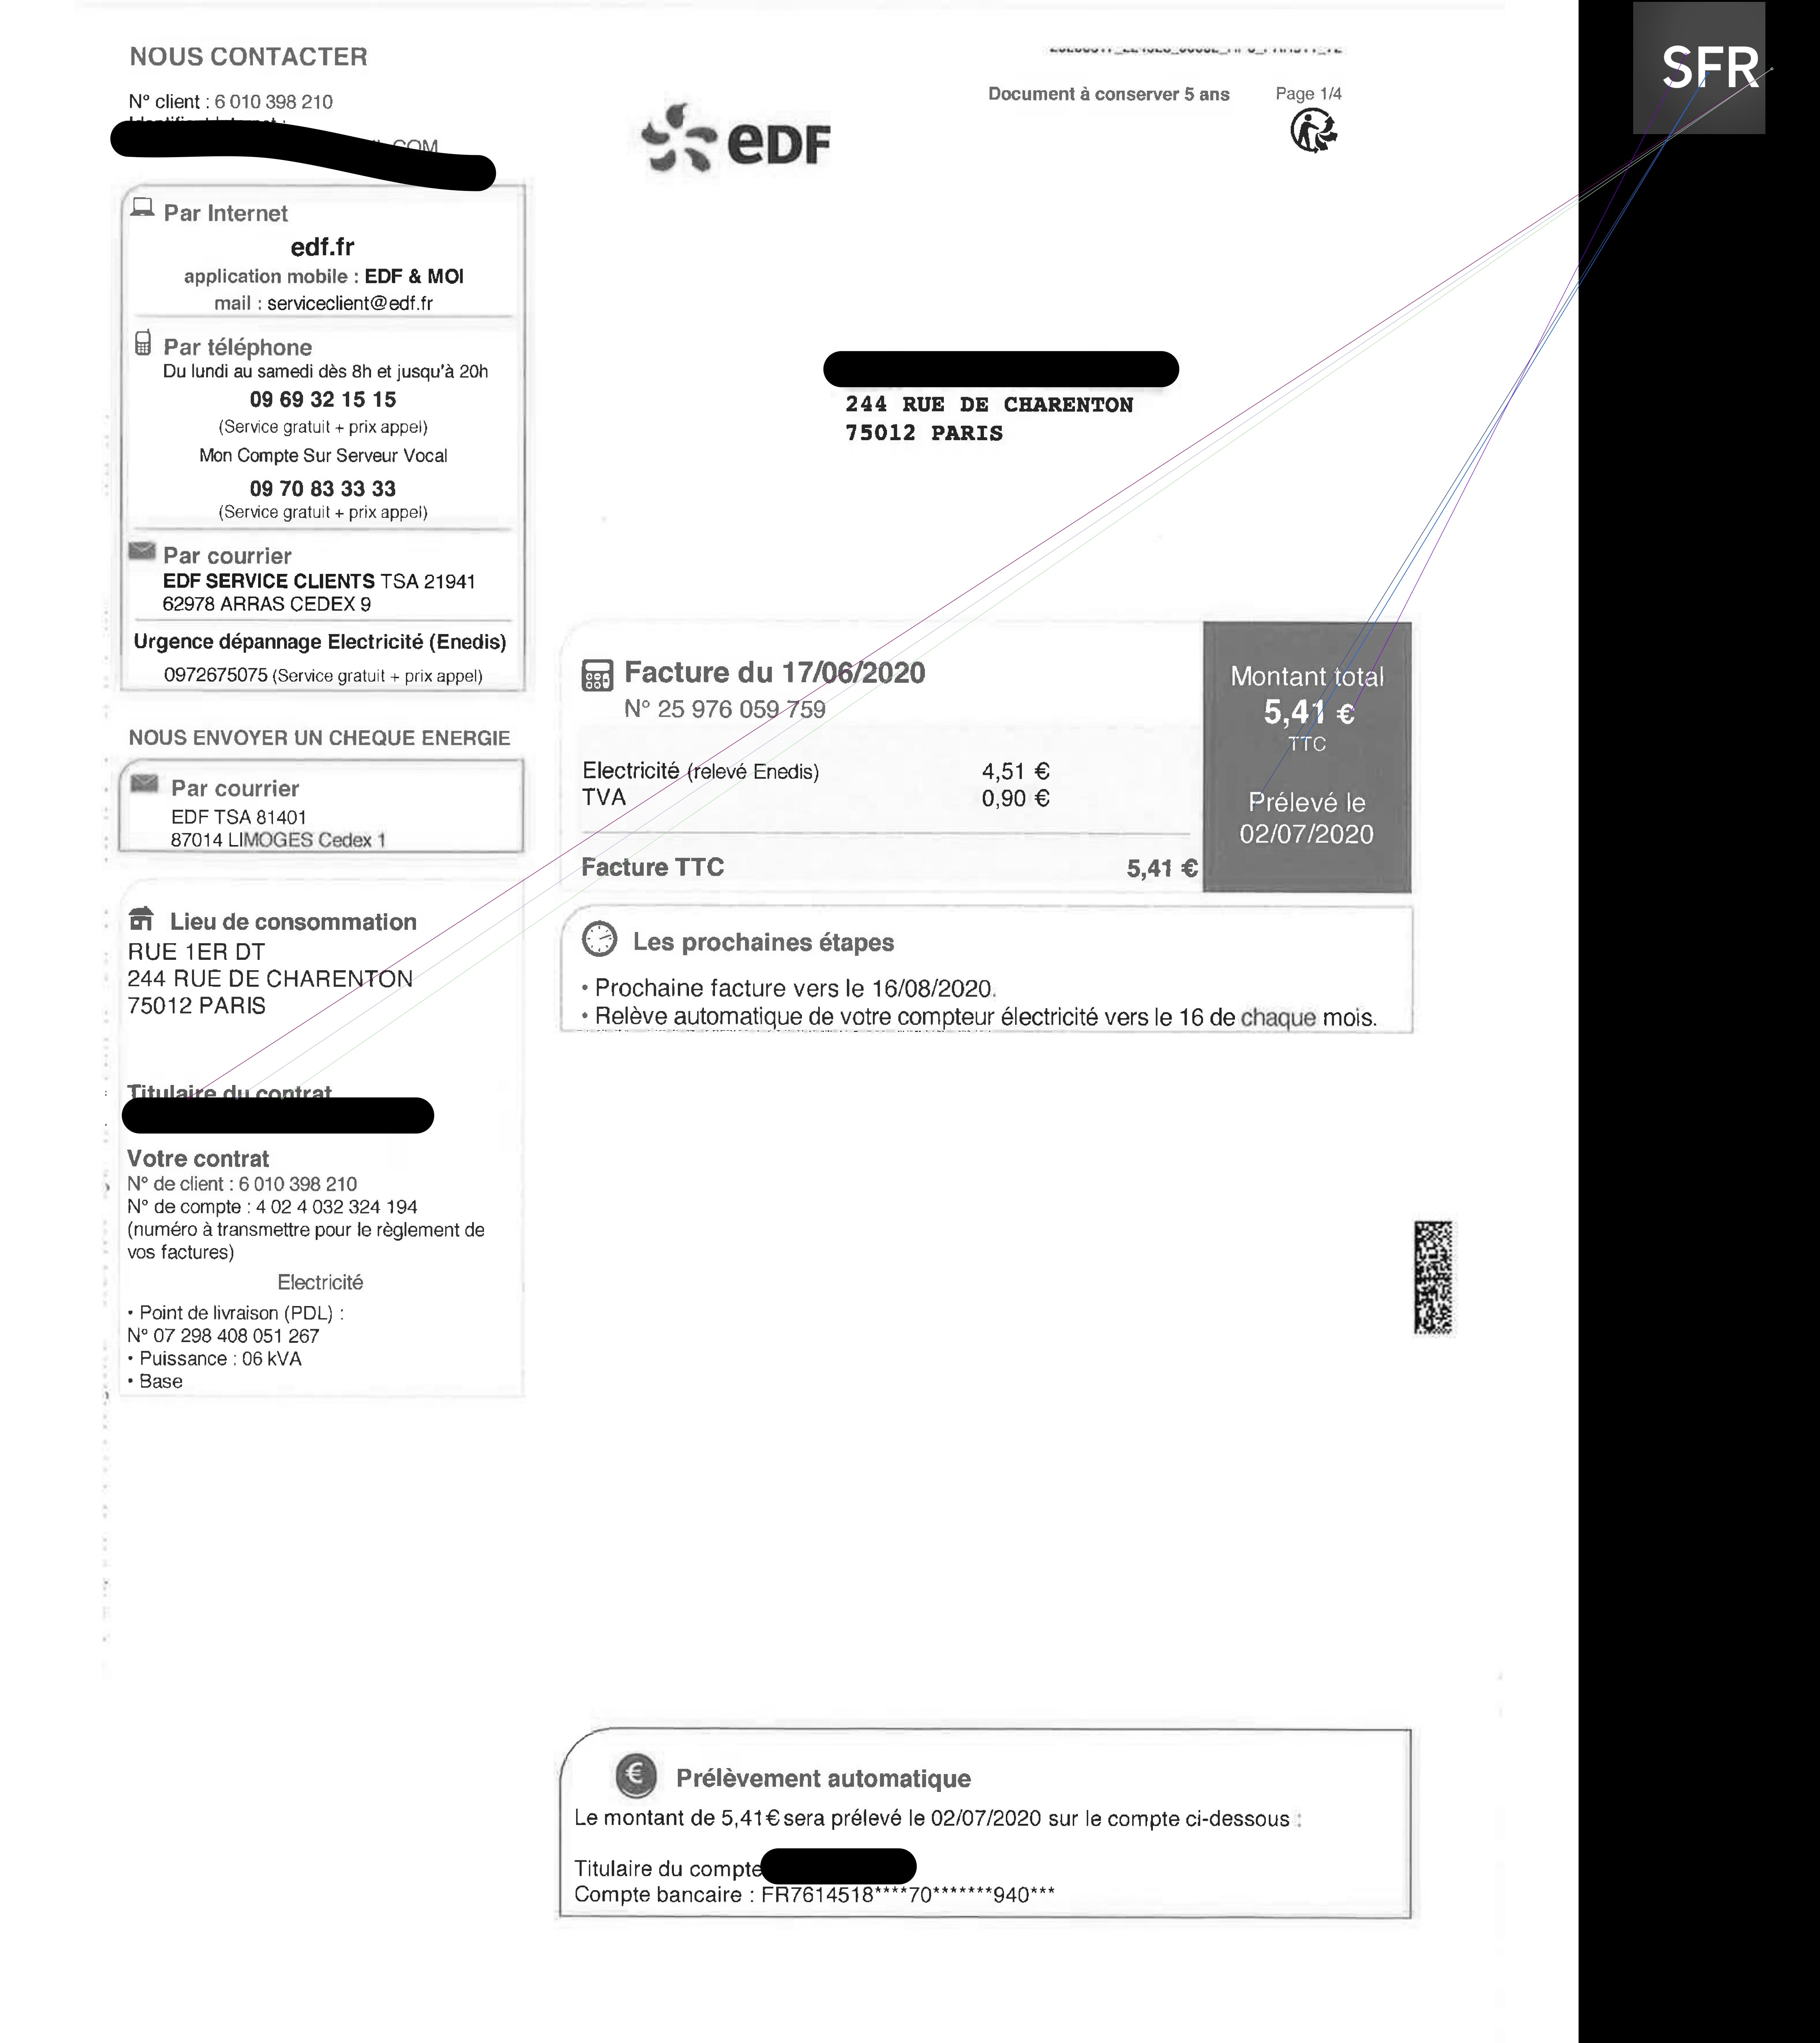 NOUS CONTACTER
N° client : 6 010 398 210
.COM
Par Internet
edf.fr
application mobile : EDF & MOI
mail : serviceclient@edf.fr
Par téléphone
Du lundi au samedi dès 8h et jusqu'à 20h
09 69 32 15 15
(Service gratuit + prix appel)
Mon Compte Sur Serveur Vocal
09 70 83 33 33
(Service gratuit + prix appel)
Par courrier
EDF SERVICE CLIENTS TSA 21941
62978 ARRAS CEDEX 9
Urgence dépannage Electricité (Enedis)
0972675075 (Service gratuit + prix appel)
NOUS ENVOYER UN CHEQUE ENERGIE
Par courrier
EDF TSA 81401
87014 LIMOGES Cedex 1
Lieu de consommation
RUE 1ER DT
244 RUE DE CHARENTON
75012 PARIS
Titulaire du contrat
Votre contrat
N° de client : 6 010 398 210
N° de compte : 4 02 4 032 324 194
(numéro à transmettre pour le règlement de
vos factures)
Electricité
• Point de livraison (PDL) :
N° 07 298 408 051 267
• Puissance : 06 kVA
• Base
eDF
Document à conserver 5 ans
Page 1/4
SFR
244 RUE DE CHARENTON
75012 PARIS
Facture du 17/06/2020
N° 25 976 059 759
Electricité (relevé Enedis) 4,51 €
TVA 0,90 €
Facture TTC 5,41 €
Montant total
5,41 €
TTC
Prélevé le
02/07/2020
Les prochaines étapes
• Prochaine facture vers le 16/08/2020.
• Relève automatique de votre compteur électricité vers le 16 de chaque mois.
€ Prélèvement automatique
Le montant de 5,41€ sera prélevé le 02/07/2020 sur le compte ci-dessous :
Titulaire du compte
Compte bancaire : FR7614518****70*******940***